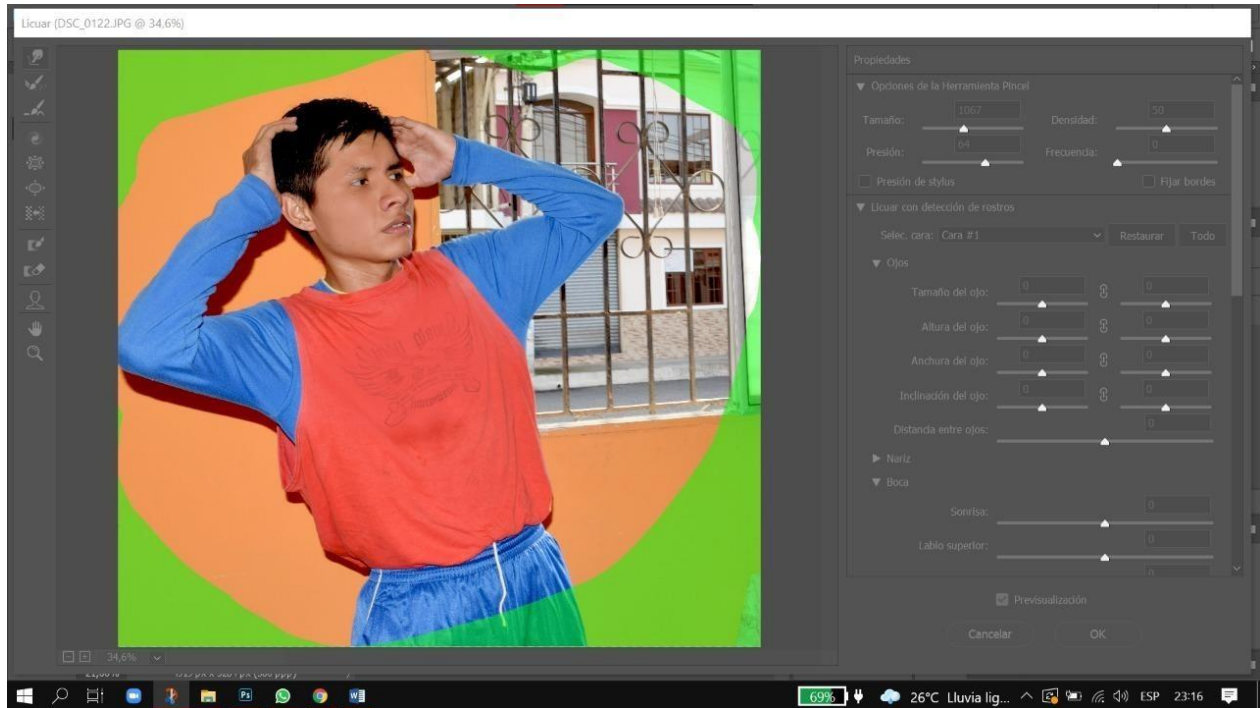 Licuar (DSC_0122.JPG @ 34,6%)
Propiedades
Opciones de la Herramienta Pincel
Tamaño: 1067 Densidad: 50
Presión: 64 Frecuencia: 0
Presión de stylus Fijar bordes
Licuar con detección de rostros
Selec. cara: Cara #1 Restaurar Todo
Ojos
Tamaño del ojo: 0 0
Altura del ojo: 0 0
Anchura del ojo: 0 0
Inclinación del ojo: 0 0
Distancia entre ojos: 0
Nariz
Boca
Sonrisa: 0
Labio superior: 0
Previsualización
Cancelar OK
34,6%
69% 26°C Lluvia lig... ESP 23:16